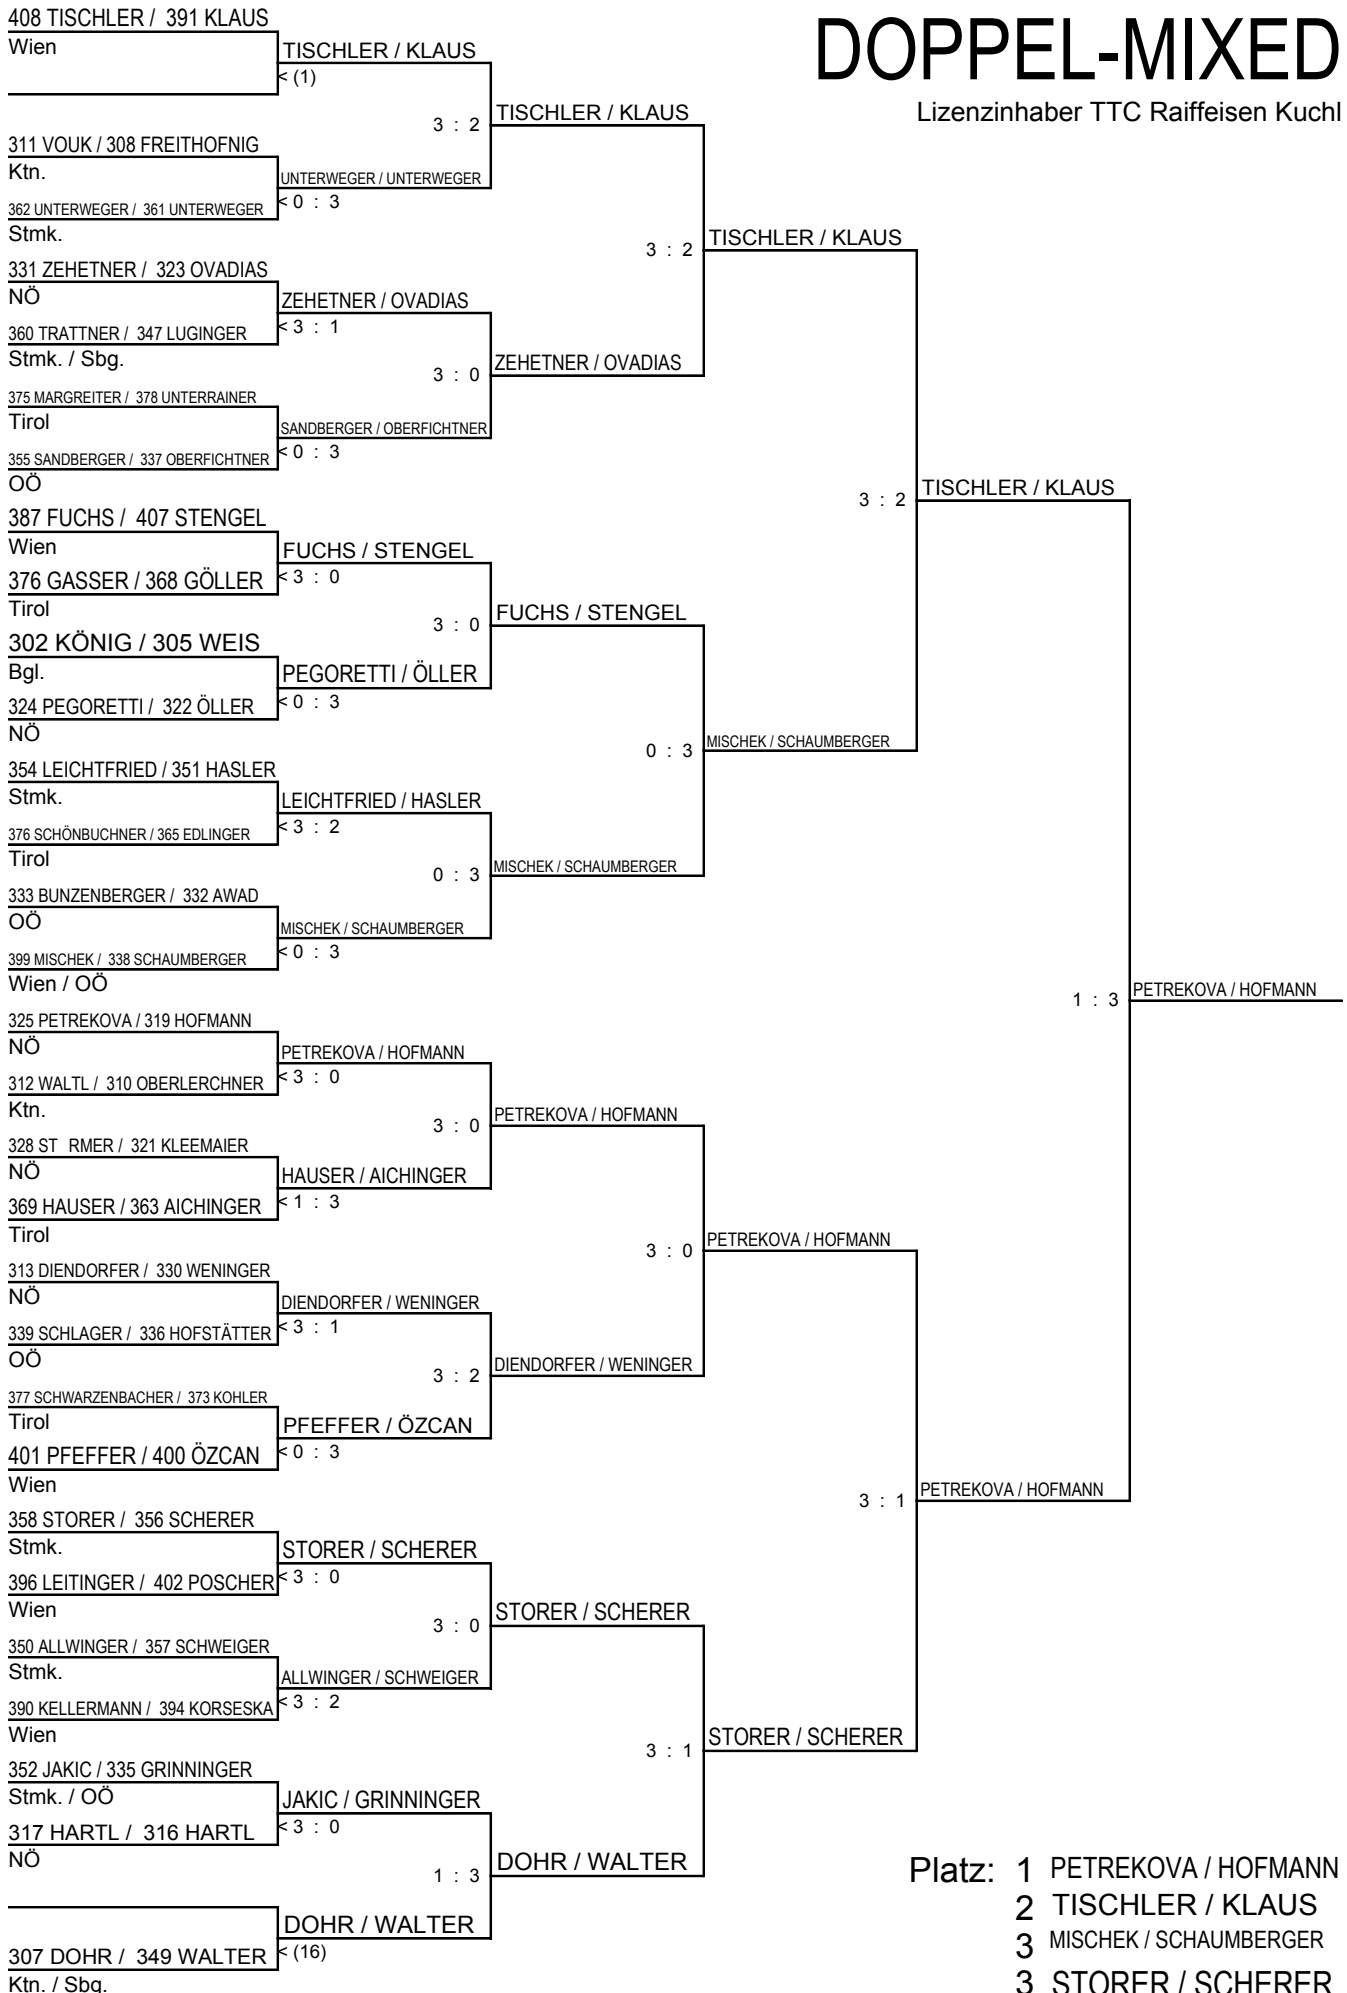 DOPPEL-MIXED
Lizenzinhaber TTC Raiffeisen Kuchl
408 TISCHLER / 391 KLAUS
Wien
TISCHLER / KLAUS
< (1)
3 : 2
TISCHLER / KLAUS
311 VOUK / 308 FREITHOFNIG
Ktn.
UNTERWEGER / UNTERWEGER
362 UNTERWEGER / 361 UNTERWEGER
< 0 : 3
Stmk.
3 : 2
TISCHLER / KLAUS
331 ZEHETNER / 323 OVADIAS
NÖ
ZEHETNER / OVADIAS
360 TRATTNER / 347 LUGINGER
< 3 : 1
Stmk. / Sbg.
3 : 0
ZEHETNER / OVADIAS
375 MARGREITER / 378 UNTERRAINER
Tirol
SANDBERGER / OBERFICHTNER
355 SANDBERGER / 337 OBERFICHTNER
< 0 : 3
OÖ
3 : 2
TISCHLER / KLAUS
387 FUCHS / 407 STENGEL
Wien
FUCHS / STENGEL
376 GASSER / 368 GÖLLER
< 3 : 0
Tirol
3 : 0
FUCHS / STENGEL
302 KÖNIG / 305 WEIS
Bgl.
PEGORETTI / ÖLLER
324 PEGORETTI / 322 ÖLLER
< 0 : 3
NÖ
0 : 3
MISCHEK / SCHAUMBERGER
354 LEICHTFRIED / 351 HASLER
Stmk.
LEICHTFRIED / HASLER
376 SCHÖNBUCHNER / 365 EDLINGER
< 3 : 2
Tirol
0 : 3
MISCHEK / SCHAUMBERGER
333 BUNZENBERGER / 332 AWAD
OÖ
MISCHEK / SCHAUMBERGER
399 MISCHEK / 338 SCHAUMBERGER
< 0 : 3
Wien / OÖ
1 : 3
PETREKOVA / HOFMANN
325 PETREKOVA / 319 HOFMANN
NÖ
PETREKOVA / HOFMANN
312 WALTL / 310 OBERLERCHNER
< 3 : 0
Ktn.
3 : 0
PETREKOVA / HOFMANN
328 ST RMER / 321 KLEEMAIER
NÖ
HAUSER / AICHINGER
369 HAUSER / 363 AICHINGER
< 1 : 3
Tirol
3 : 0
PETREKOVA / HOFMANN
313 DIENDORFER / 330 WENINGER
NÖ
DIENDORFER / WENINGER
339 SCHLAGER / 336 HOFSTÄTTER
< 3 : 1
OÖ
3 : 2
DIENDORFER / WENINGER
377 SCHWARZENBACHER / 373 KOHLER
Tirol
PFEFFER / ÖZCAN
401 PFEFFER / 400 ÖZCAN
< 0 : 3
Wien
3 : 1
PETREKOVA / HOFMANN
358 STORER / 356 SCHERER
Stmk.
STORER / SCHERER
396 LEITINGER / 402 POSCHER
< 3 : 0
Wien
3 : 0
STORER / SCHERER
350 ALLWINGER / 357 SCHWEIGER
Stmk.
ALLWINGER / SCHWEIGER
390 KELLERMANN / 394 KORSESKA
< 3 : 2
Wien
3 : 1
STORER / SCHERER
352 JAKIC / 335 GRINNINGER
Stmk. / OÖ
JAKIC / GRINNINGER
317 HARTL / 316 HARTL
< 3 : 0
NÖ
1 : 3
DOHR / WALTER
DOHR / WALTER
307 DOHR / 349 WALTER
< (16)
Ktn. / Sbg.
Platz: 1 PETREKOVA / HOFMANN
2 TISCHLER / KLAUS
3 MISCHEK / SCHAUMBERGER
3 STORER / SCHERER